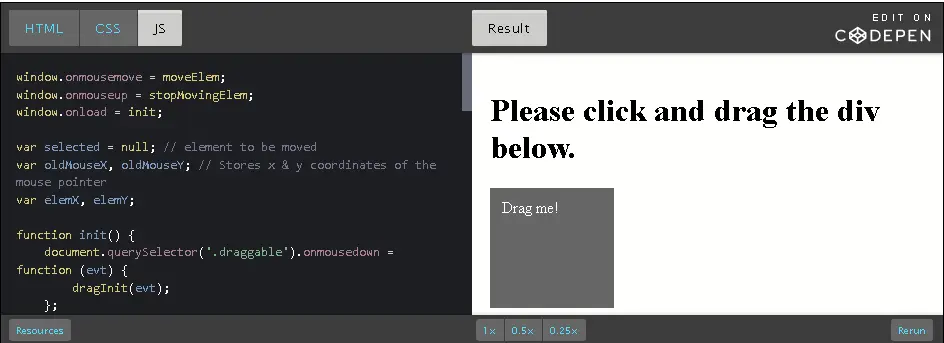 HTML CSS JS
Result
EDIT ON
CODEPEN
window.onmousemove = moveElem;
window.onmouseup = stopMovingElem;
window.onload = init;
var selected = null; // element to be moved
var oldMouseX, oldMouseY; // Stores x & y coordinates of the
mouse pointer
var elemX, elemY;
function init() {
    document.querySelector('.draggable').onmousedown =
function (evt) {
        dragInit(evt);
    };
Please click and drag the div
below.
Drag me!
Resources
1x 0.5x 0.25x
Rerun